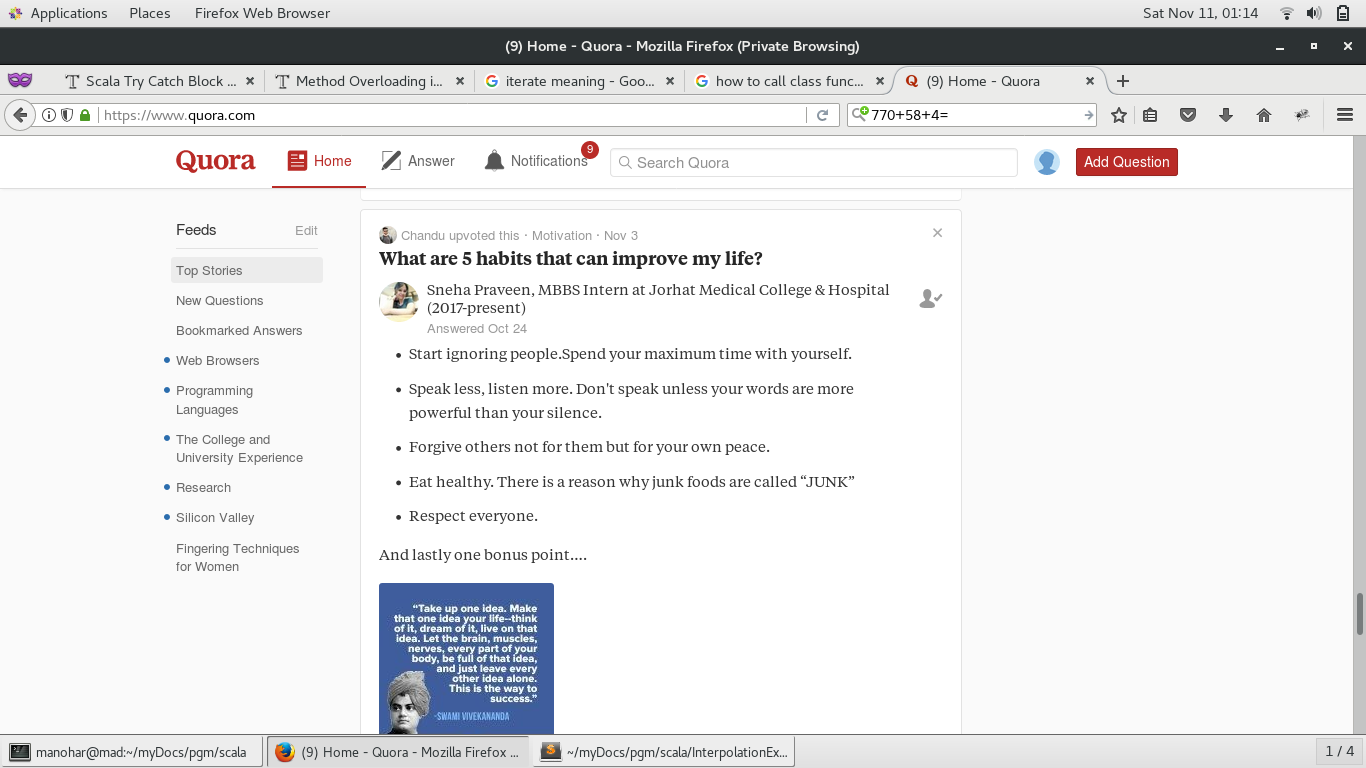 Applications Places Firefox Web Browser Sat Nov 11, 01:14
(9) Home - Quora - Mozilla Firefox (Private Browsing)
Scala Try Catch Block ... Method Overloading i... iterate meaning - Goo... how to call class func... (9) Home - Quora
https://www.quora.com 770+58+4=
Quora Home Answer Notifications 9 Search Quora Add Question
Feeds Edit
Top Stories
New Questions
Bookmarked Answers
Web Browsers
Programming
Languages
The College and
University Experience
Research
Silicon Valley
Fingering Techniques
for Women
Chandu upvoted this · Motivation · Nov 3
What are 5 habits that can improve my life?
Sneha Praveen, MBBS Intern at Jorhat Medical College & Hospital
(2017-present)
Answered Oct 24
• Start ignoring people.Spend your maximum time with yourself.
• Speak less, listen more. Don't speak unless your words are more
powerful than your silence.
• Forgive others not for them but for your own peace.
• Eat healthy. There is a reason why junk foods are called “JUNK”
• Respect everyone.
And lastly one bonus point....
“Take up one idea. Make
that one idea your life--think
of it, dream of it, live on that
idea. Let the brain, muscles,
nerves, every part of your
body, be full of that idea,
and just leave every
other idea alone.
This is the way to
success.”
-SWAMI VIVEKANANDA
manohar@mad:~/myDocs/pgm/scala (9) Home - Quora - Mozilla Firefox ... ~/myDocs/pgm/scala/InterpolationEx... 1 / 4